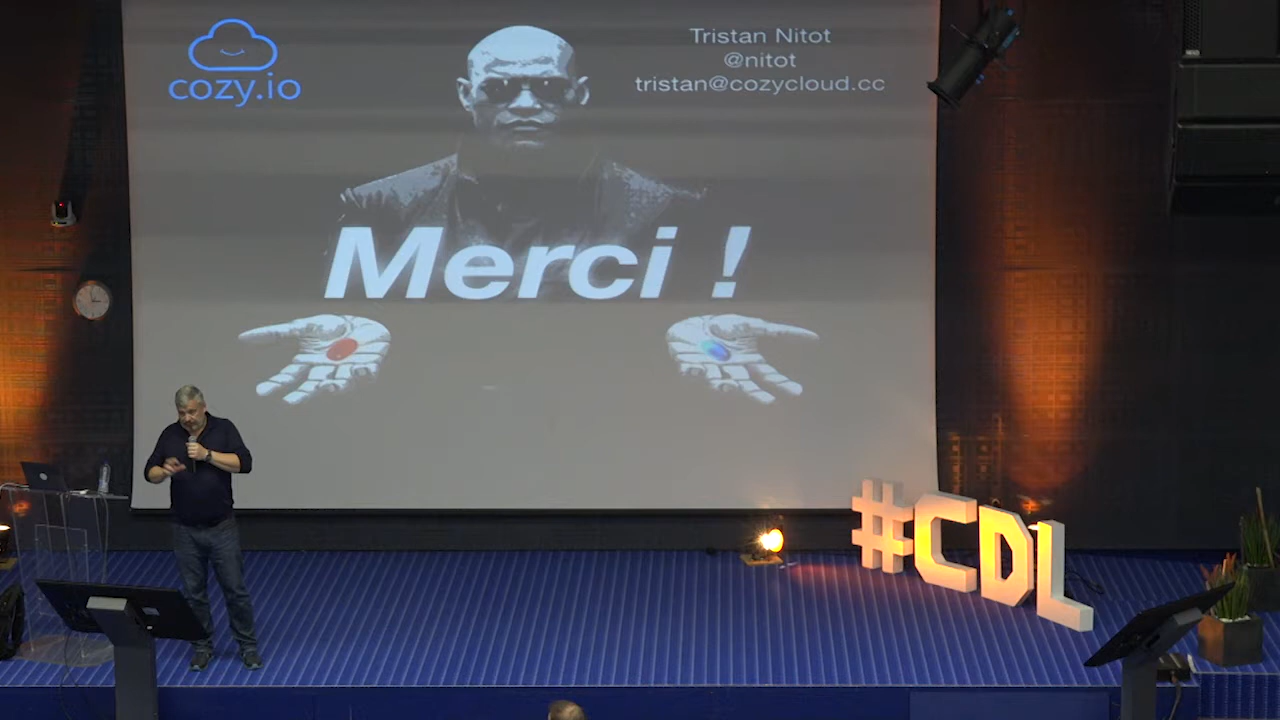 cozy.io
Tristan Nitot
@nitot
tristan@cozycloud.cc
Merci !
#CDL